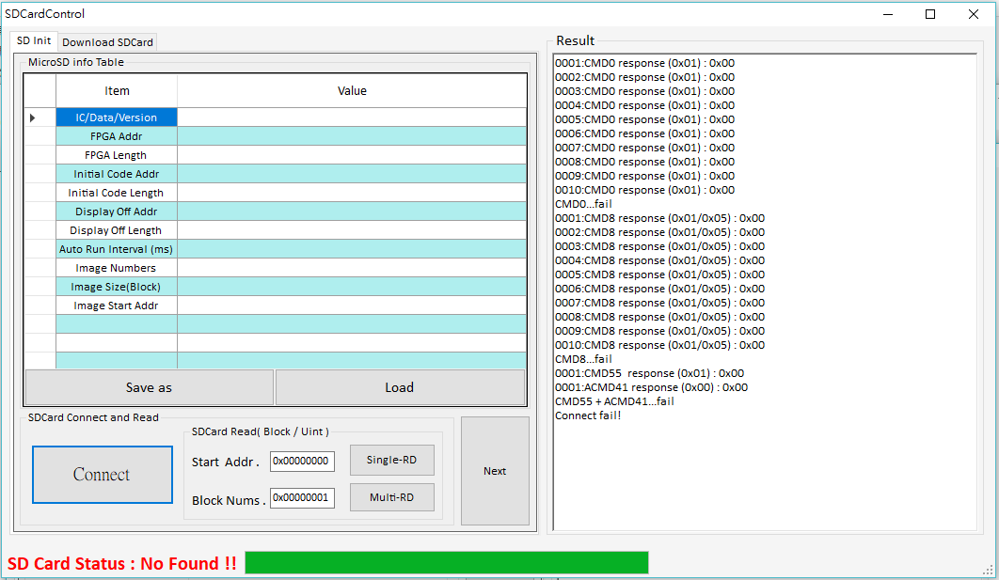 SDCardControl
SD Init
Download SDCard
MicroSD info Table
Item
Value
IC/Data/Version
FPGA Addr
FPGA Length
Initial Code Addr
Initial Code Length
Display Off Addr
Display Off Length
Auto Run Interval (ms)
Image Numbers
Image Size(Block)
Image Start Addr
Save as
Load
SDCard Connect and Read
Connect
SDCard Read( Block / Uint )
Start Addr .
0x00000000
Single-RD
Block Nums .
0x00000001
Multi-RD
Next
Result
0001:CMD0 response (0x01) : 0x00
0002:CMD0 response (0x01) : 0x00
0003:CMD0 response (0x01) : 0x00
0004:CMD0 response (0x01) : 0x00
0005:CMD0 response (0x01) : 0x00
0006:CMD0 response (0x01) : 0x00
0007:CMD0 response (0x01) : 0x00
0008:CMD0 response (0x01) : 0x00
0009:CMD0 response (0x01) : 0x00
0010:CMD0 response (0x01) : 0x00
CMD0...fail
0001:CMD8 response (0x01/0x05) : 0x00
0002:CMD8 response (0x01/0x05) : 0x00
0003:CMD8 response (0x01/0x05) : 0x00
0004:CMD8 response (0x01/0x05) : 0x00
0005:CMD8 response (0x01/0x05) : 0x00
0006:CMD8 response (0x01/0x05) : 0x00
0007:CMD8 response (0x01/0x05) : 0x00
0008:CMD8 response (0x01/0x05) : 0x00
0009:CMD8 response (0x01/0x05) : 0x00
0010:CMD8 response (0x01/0x05) : 0x00
CMD8...fail
0001:CMD55  response (0x01) : 0x00
0001:ACMD41 response (0x00) : 0x00
CMD55 + ACMD41...fail
Connect fail!
SD Card Status : No Found !!